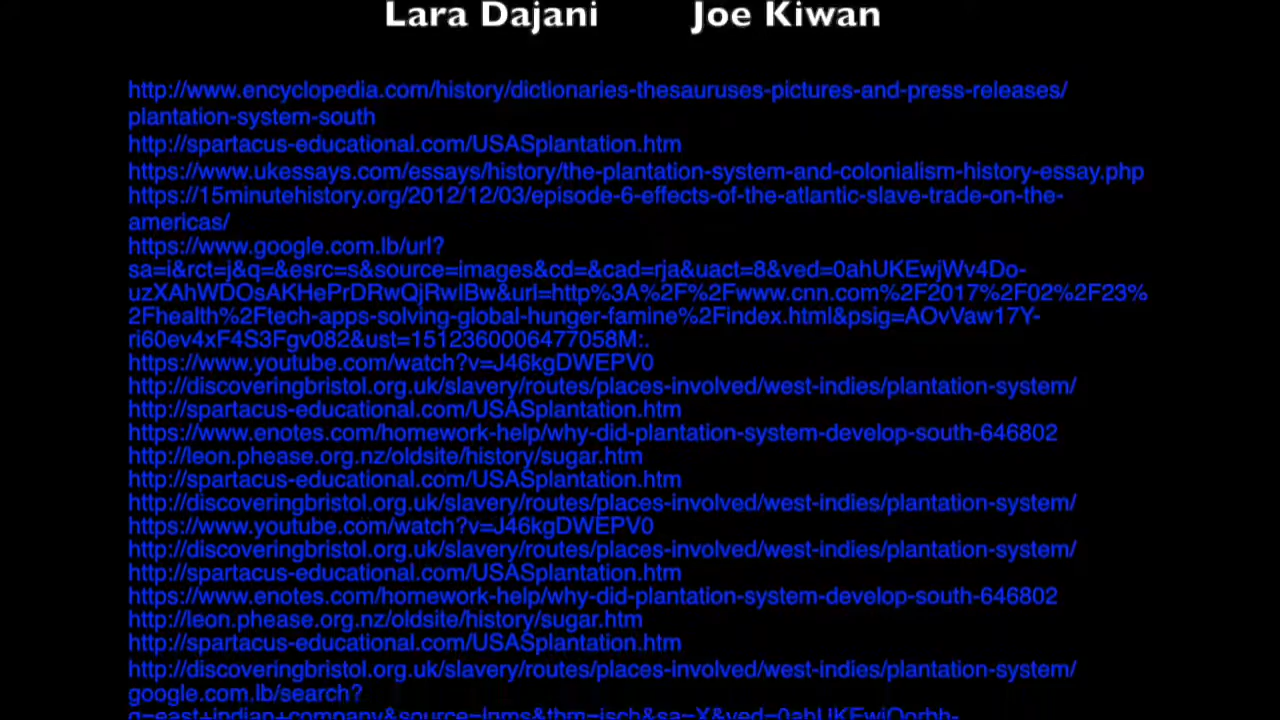 Lara Dajani Joe Kiwan
http://www.encyclopedia.com/history/dictionaries-thesauruses-pictures-and-press-releases/
plantation-system-south
http://spartacus-educational.com/USASplantation.htm
https://www.ukessays.com/essays/history/the-plantation-system-and-colonialism-history-essay.php
https://15minutehistory.org/2012/12/03/episode-6-effects-of-the-atlantic-slave-trade-on-the-
americas/
https://www.google.com.lb/url?
sa=i&rct=j&q=&esrc=s&source=images&cd=&cad=rja&uact=8&ved=0ahUKEwjWv4Do-
uzXAhWDOsAKHePrDRwQjRwIBw&url=http%3A%2F%2Fwww.cnn.com%2F2017%2F02%2F23%
2Fhealth%2Ftech-apps-solving-global-hunger-famine%2Findex.html&psig=AOvVaw17Y-
ri60ev4xF4S3Fgv082&ust=1512360006477058M:.
https://www.youtube.com/watch?v=J46kgDWEPV0
http://discoveringbristol.org.uk/slavery/routes/places-involved/west-indies/plantation-system/
http://spartacus-educational.com/USASplantation.htm
https://www.enotes.com/homework-help/why-did-plantation-system-develop-south-646802
http://leon.phease.org.nz/oldsite/history/sugar.htm
http://spartacus-educational.com/USASplantation.htm
http://discoveringbristol.org.uk/slavery/routes/places-involved/west-indies/plantation-system/
https://www.youtube.com/watch?v=J46kgDWEPV0
http://discoveringbristol.org.uk/slavery/routes/places-involved/west-indies/plantation-system/
http://spartacus-educational.com/USASplantation.htm
https://www.enotes.com/homework-help/why-did-plantation-system-develop-south-646802
http://leon.phease.org.nz/oldsite/history/sugar.htm
http://spartacus-educational.com/USASplantation.htm
http://discoveringbristol.org.uk/slavery/routes/places-involved/west-indies/plantation-system/
google.com.lb/search?